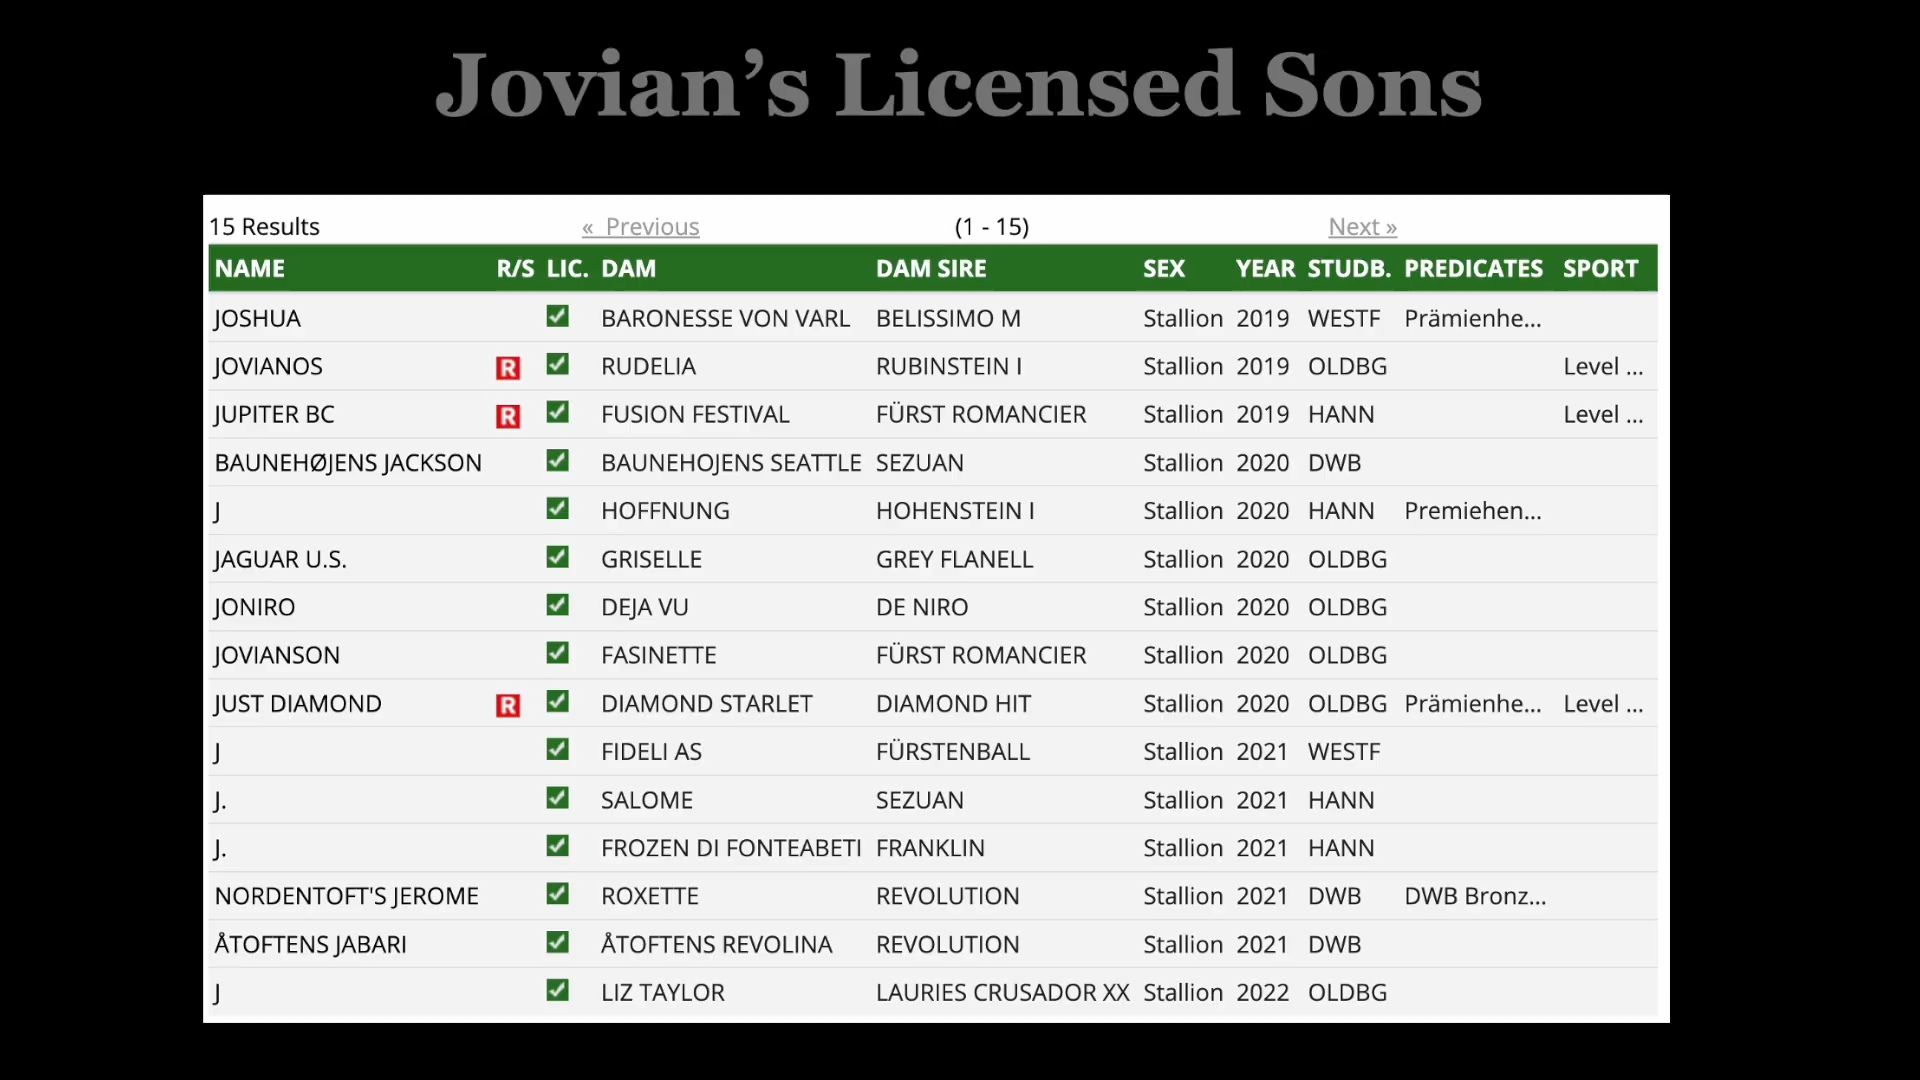 Jovian’s Licensed Sons
15 Results « Previous (1 - 15) Next »
NAME R/S LIC. DAM DAM SIRE SEX YEAR STUDB. PREDICATES SPORT
JOSHUA BARONESSE VON VARL BELISSIMO M Stallion 2019 WESTF Prämienhe...
JOVIANOS R RUDELIA RUBINSTEIN I Stallion 2019 OLDBG Level ...
JUPITER BC R FUSION FESTIVAL FÜRST ROMANCIER Stallion 2019 HANN Level ...
BAUNEHØJENS JACKSON BAUNEHOJENS SEATTLE SEZUAN Stallion 2020 DWB
J HOFFNUNG HOHENSTEIN I Stallion 2020 HANN Premiehen...
JAGUAR U.S. GRISELLE GREY FLANELL Stallion 2020 OLDBG
JONIRO DEJA VU DE NIRO Stallion 2020 OLDBG
JOVIANSON FASINETTE FÜRST ROMANCIER Stallion 2020 OLDBG
JUST DIAMOND R DIAMOND STARLET DIAMOND HIT Stallion 2020 OLDBG Prämienhe... Level ...
J FIDELI AS FÜRSTENBALL Stallion 2021 WESTF
J. SALOME SEZUAN Stallion 2021 HANN
J. FROZEN DI FONTEABETI FRANKLIN Stallion 2021 HANN
NORDENTOFT'S JEROME ROXETTE REVOLUTION Stallion 2021 DWB DWB Bronz...
ÅTOFTENS JABARI ÅTOFTENS REVOLINA REVOLUTION Stallion 2021 DWB
J LIZ TAYLOR LAURIES CRUSADOR XX Stallion 2022 OLDBG